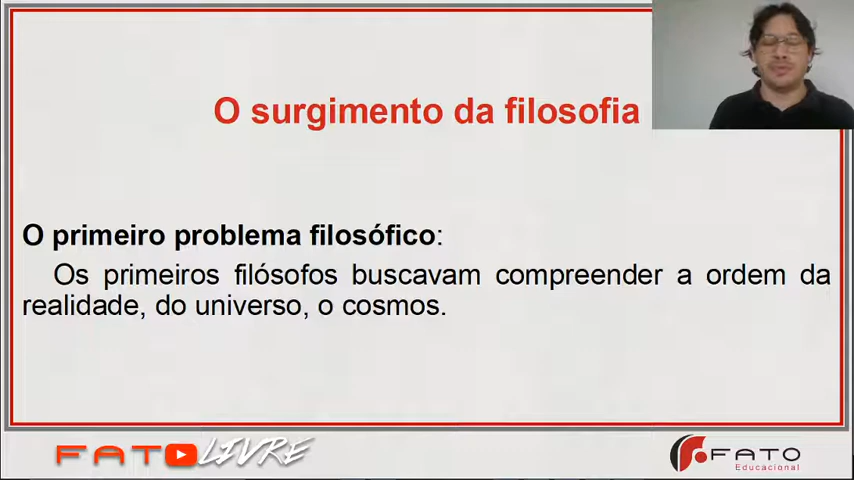 O surgimento da filosofia
O primeiro problema filosófico:
Os primeiros filósofos buscavam compreender a ordem da
realidade, do universo, o cosmos.
FATO LIVRE
FATO
Educacional